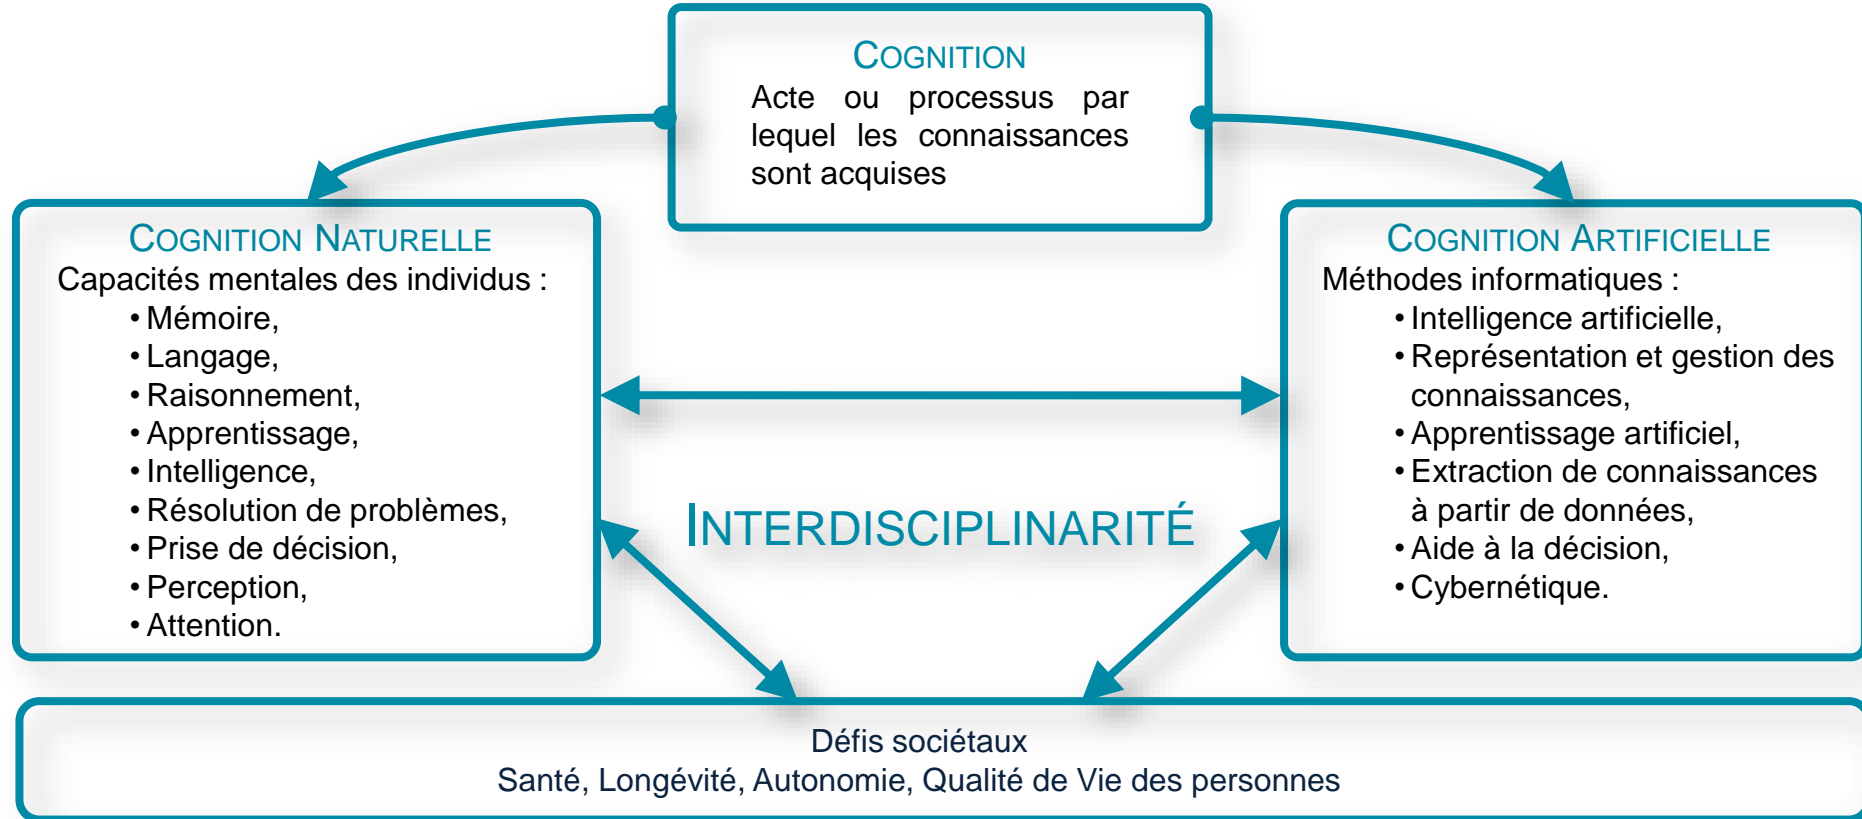 COGNITION
Acte ou processus par
lequel les connaissances
sont acquises
COGNITION NATURELLE
Capacités mentales des individus :
• Mémoire,
• Langage,
• Raisonnement,
• Apprentissage,
• Intelligence,
• Résolution de problèmes,
• Prise de décision,
• Perception,
• Attention.
COGNITION ARTIFICIELLE
Méthodes informatiques :
• Intelligence artificielle,
• Représentation et gestion des
connaissances,
• Apprentissage artificiel,
• Extraction de connaissances
à partir de données,
• Aide à la décision,
• Cybernétique.
INTERDISCIPLINARITÉ
Défis sociétaux
Santé, Longévité, Autonomie, Qualité de Vie des personnes